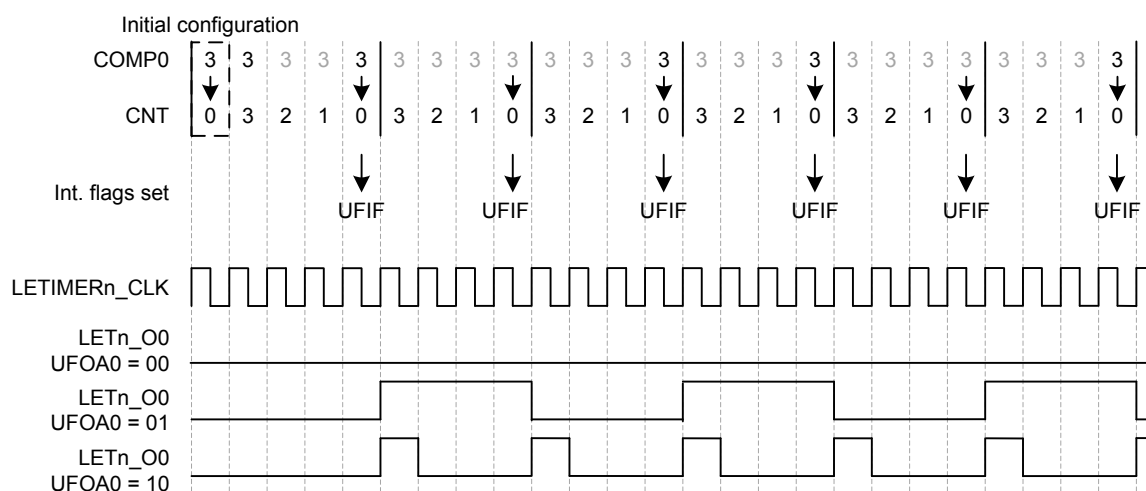 Initial configuration
COMP0 3 3 3 3 3 3 3 3 3 3 3 3 3 3 3 3 3 3 3 3 3 3 3 3 3
CNT 0 3 2 1 0 3 2 1 0 3 2 1 0 3 2 1 0 3 2 1 0 3 2 1 0
Int. flags set
UFIF UFIF UFIF UFIF UFIF UFIF
LETIMERn_CLK
LETn_O0
UFOA0 = 00
LETn_O0
UFOA0 = 01
LETn_O0
UFOA0 = 10